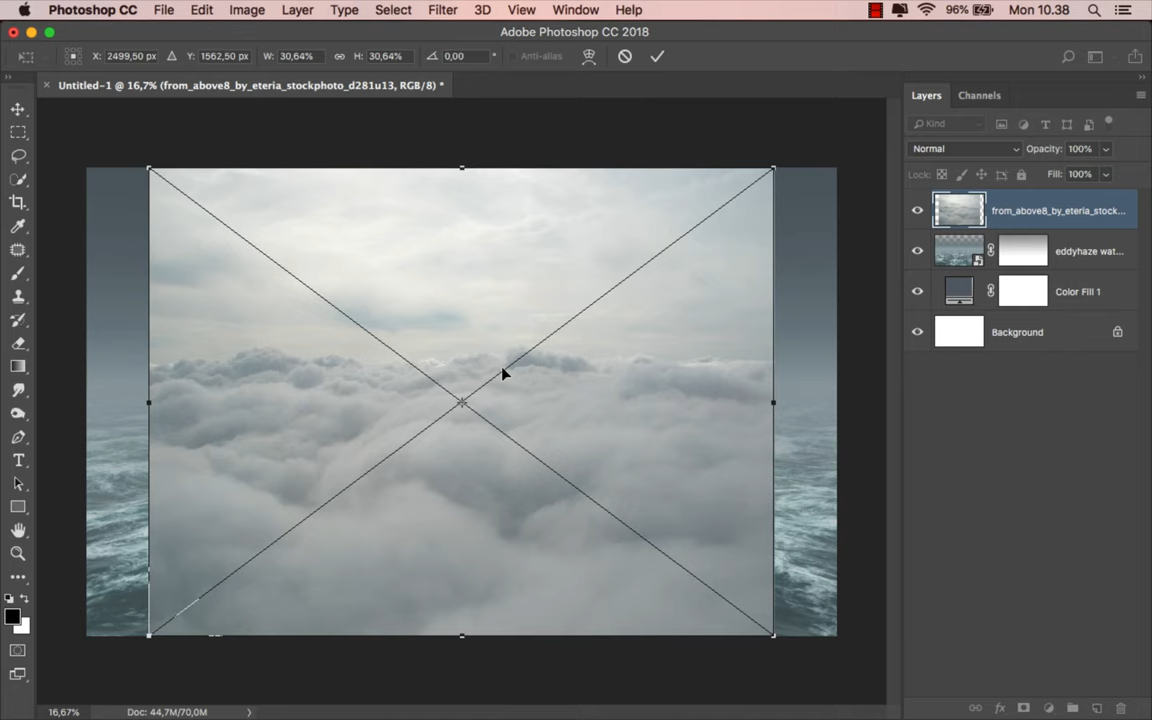 Photoshop CC File Edit Image Layer Type Select Filter 3D View Window Help 96% Mon 10.38
Adobe Photoshop CC 2018
X: 2499,50 px Y: 1562,50 px W: 30,64% H: 30,64% 0,00 ° Anti-alias
Untitled-1 @ 16,7% (from_above8_by_eteria_stockphoto_d281u13, RGB/8) *
Layers Channels
Kind
Normal Opacity: 100%
Lock: Fill: 100%
from_above8_by_eteria_stock...
eddyhaze wat...
Color Fill 1
Background
16,67% Doc: 44,7M/70,0M